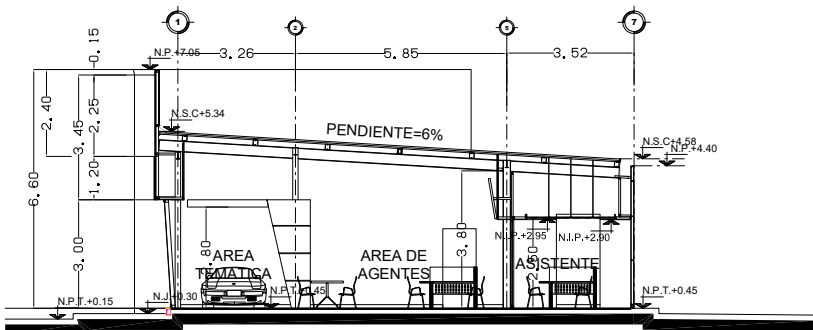 1
2
5
7
3.26
5.85
3.52
0.15
N.P.+7.05
2.40
2.25
3.45
1.20
6.60
3.00
N.S.C+5.34
PENDIENTE=6%
N.S.C+4.58
N.P.+4.40
N.I.P.+2.95
N.I.P.+2.90
3.80
AREA
TEMATICA
AREA DE
AGENTES
ASISTENTE
N.P.T.+0.15
N.J.+0.30
N.P.T.+0.45
N.P.T.+0.45